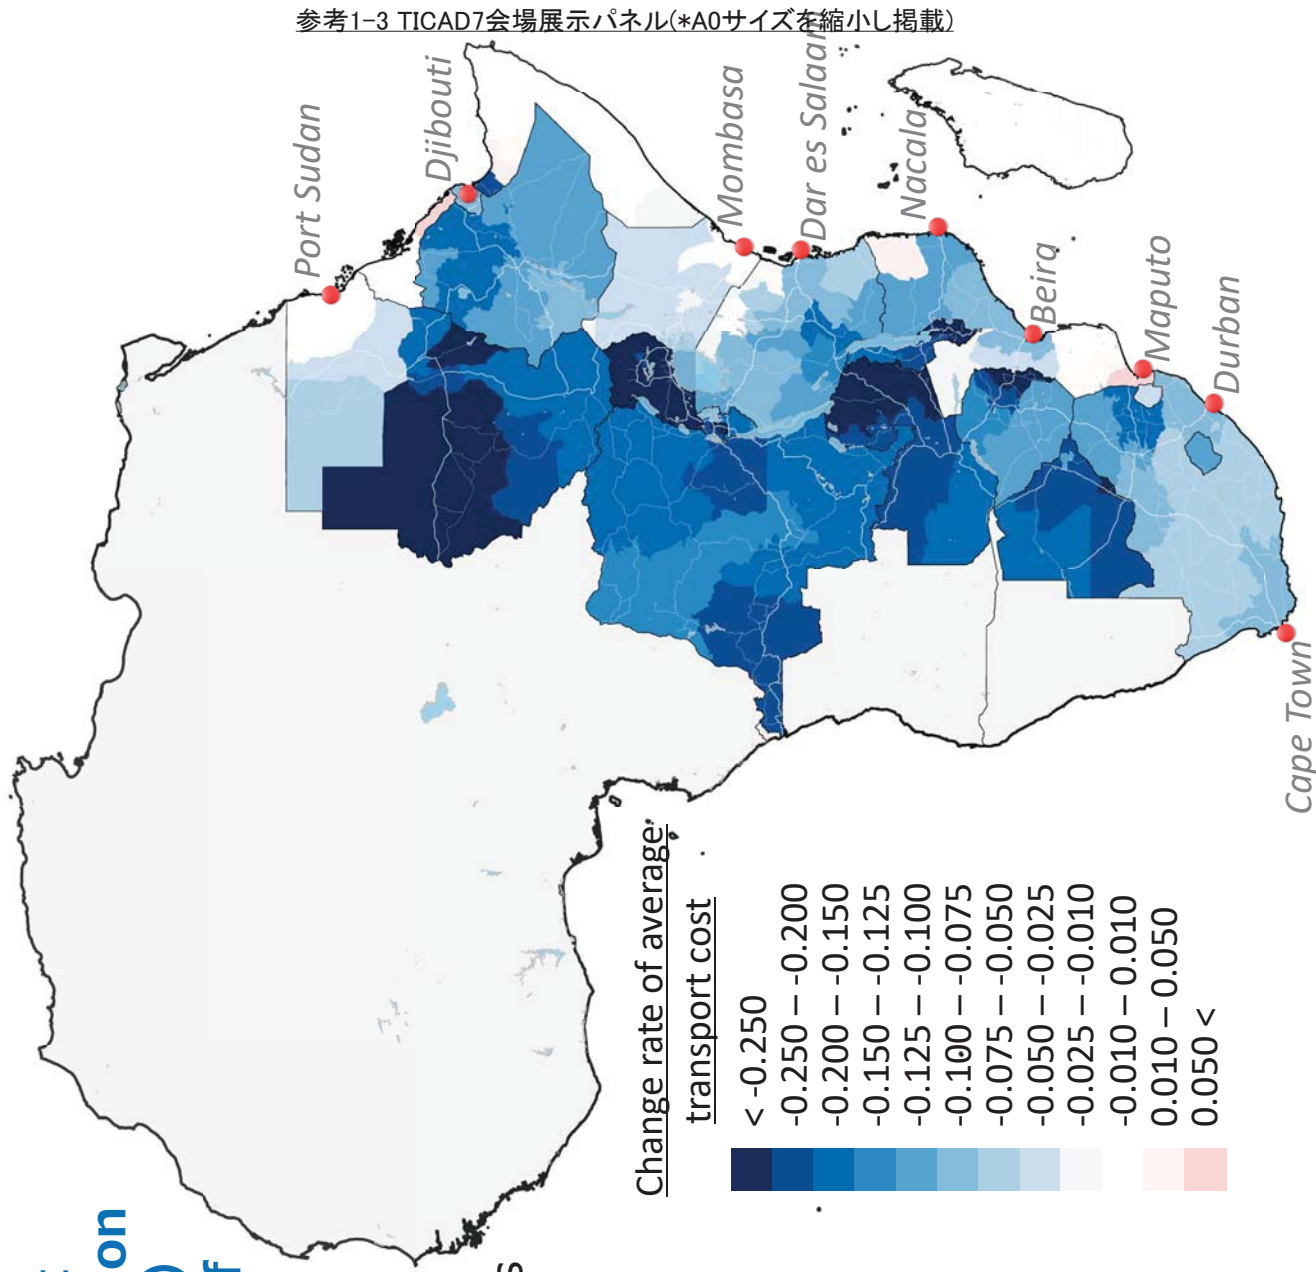 参考1-3 TICAD7会場展示パネル(*A0サイズを縮小し掲載)
Port Sudan
Djibouti
Mombasa
Dar es Salaam
Nacala
Beira
Maputo
Durban
Cape Town
Change rate of average
transport cost
< -0.250
-0.250 – -0.200
-0.200 – -0.150
-0.150 – -0.125
-0.125 – -0.100
-0.100 – -0.075
-0.075 – -0.050
-0.050 – -0.025
-0.025 – -0.010
-0.010 – 0.010
0.010 – 0.050
0.050 <
on
f
s